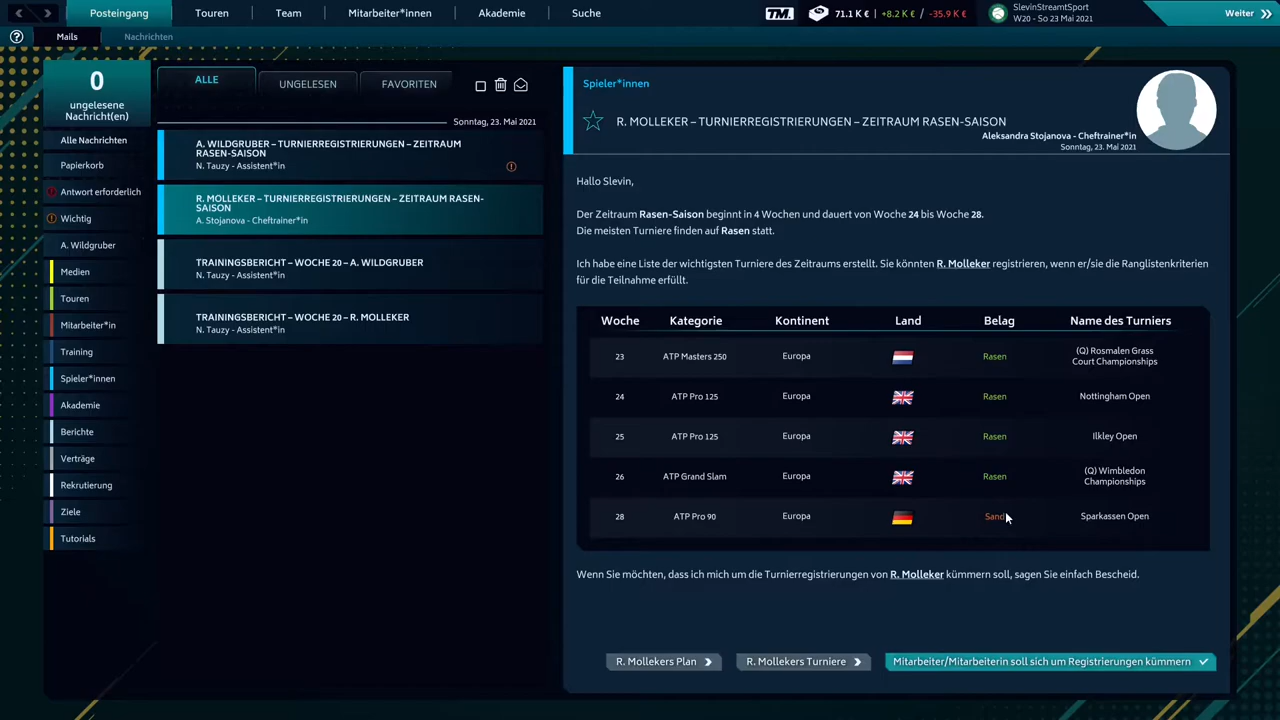 Posteingang
Touren
Team
Mitarbeiter*innen
Akademie
Suche
TM.
71.1 K €
+8.2 K € / -35.9 K €
SlevinStreamtSport
W20 - So 23 Mai 2021
Weiter
Mails
Nachrichten
0
ungelesene
Nachricht(en)
Alle Nachrichten
Papierkorb
Antwort erforderlich
Wichtig
A. Wildgruber
Medien
Touren
Mitarbeiter*in
Training
Spieler*innen
Akademie
Berichte
Verträge
Rekrutierung
Ziele
Tutorials
ALLE
UNGELESEN
FAVORITEN
Sonntag, 23. Mai 2021
A. WILDGRUBER – TURNIERREGISTRIERUNGEN – ZEITRAUM
RASEN-SAISON
N. Tauzy - Assistent*in
R. MOLLEKER – TURNIERREGISTRIERUNGEN – ZEITRAUM RASEN-
SAISON
A. Stojanova - Cheftrainer*in
TRAININGSBERICHT – WOCHE 20 – A. WILDGRUBER
N. Tauzy - Assistent*in
TRAININGSBERICHT – WOCHE 20 – R. MOLLEKER
N. Tauzy - Assistent*in
Spieler*innen
R. MOLLEKER – TURNIERREGISTRIERUNGEN – ZEITRAUM RASEN-SAISON
Aleksandra Stojanova - Cheftrainer*in
Sonntag, 23. Mai 2021
Hallo Slevin,
Der Zeitraum Rasen-Saison beginnt in 4 Wochen und dauert von Woche 24 bis Woche 28.
Die meisten Turniere finden auf Rasen statt.
Ich habe eine Liste der wichtigsten Turniere des Zeitraums erstellt. Sie könnten R. Molleker registrieren, wenn er/sie die Ranglistenkriterien
für die Teilnahme erfüllt.
Woche Kategorie Kontinent Land Belag Name des Turniers
23 ATP Masters 250 Europa Rasen (Q) Rosmalen Grass
Court Championships
24 ATP Pro 125 Europa Rasen Nottingham Open
25 ATP Pro 125 Europa Rasen Ilkley Open
26 ATP Grand Slam Europa Rasen (Q) Wimbledon
Championships
28 ATP Pro 90 Europa Sand Sparkassen Open
Wenn Sie möchten, dass ich mich um die Turnierregistrierungen von R. Molleker kümmern soll, sagen Sie einfach Bescheid.
R. Mollekers Plan
R. Mollekers Turniere
Mitarbeiter/Mitarbeiterin soll sich um Registrierungen kümmern